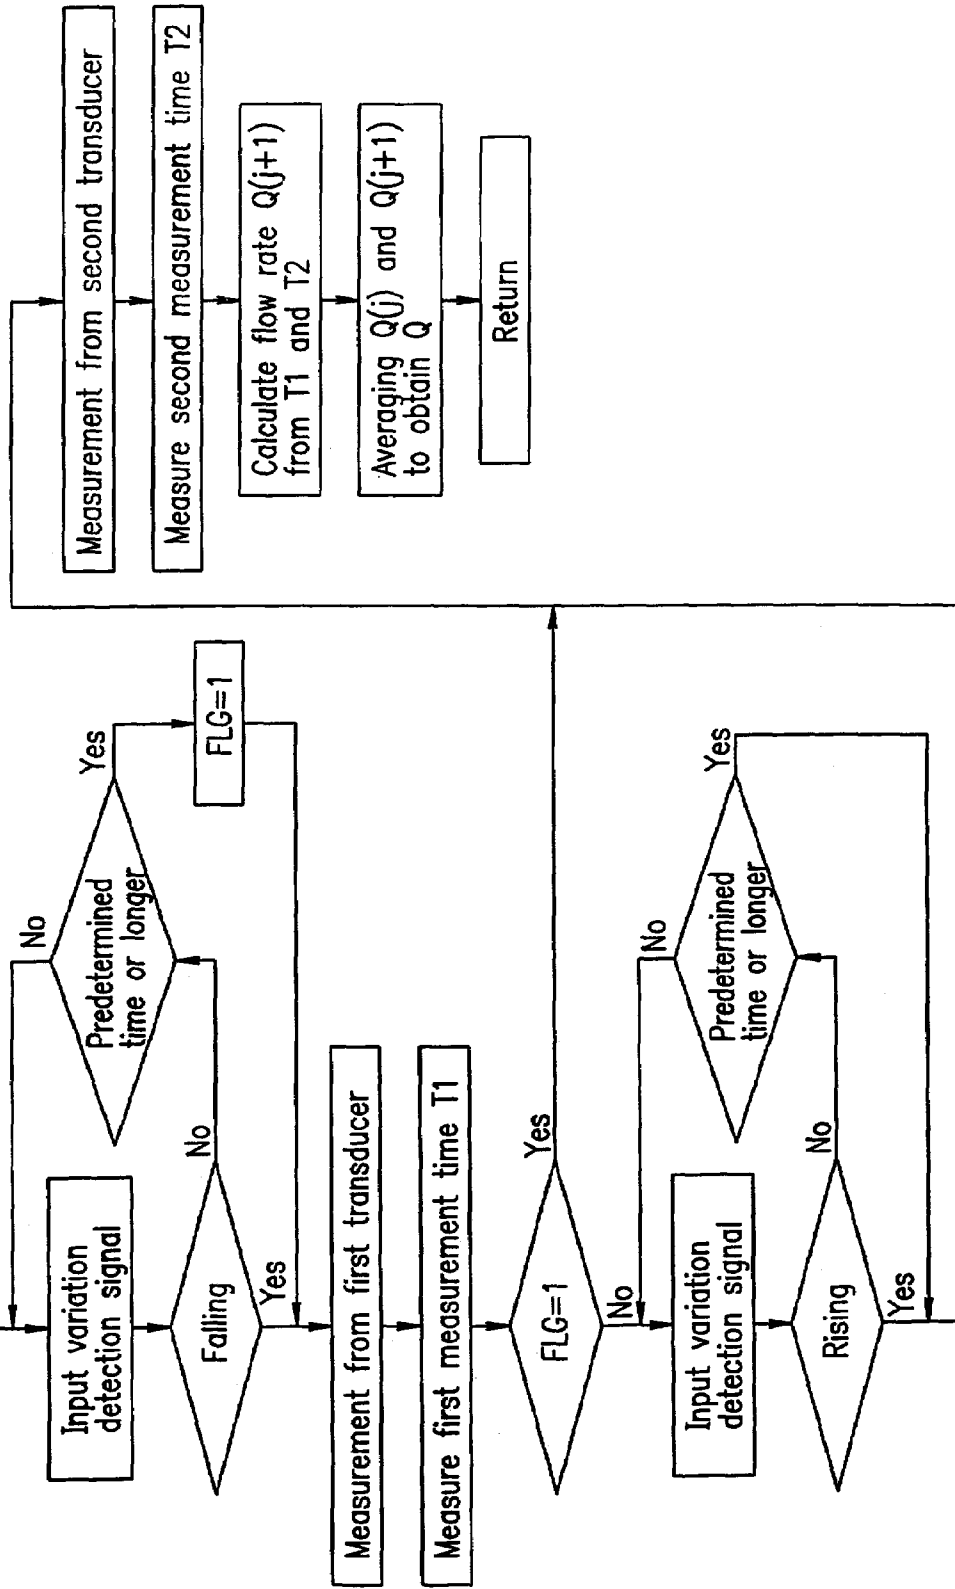 Input variation
detection signal
Falling
No
Yes
Predetermined
time or longer
No
Yes
FLG=1
Measurement from first transducer
Measure first measurement time T1
FLG=1
Yes
No
Input variation
detection signal
Rising
No
Yes
Predetermined
time or longer
No
Yes
Measurement from second transducer
Measure second measurement time T2
Calculate flow rate Q(j+1)
from T1 and T2
Averaging Q(j) and Q(j+1)
to obtain Q
Return